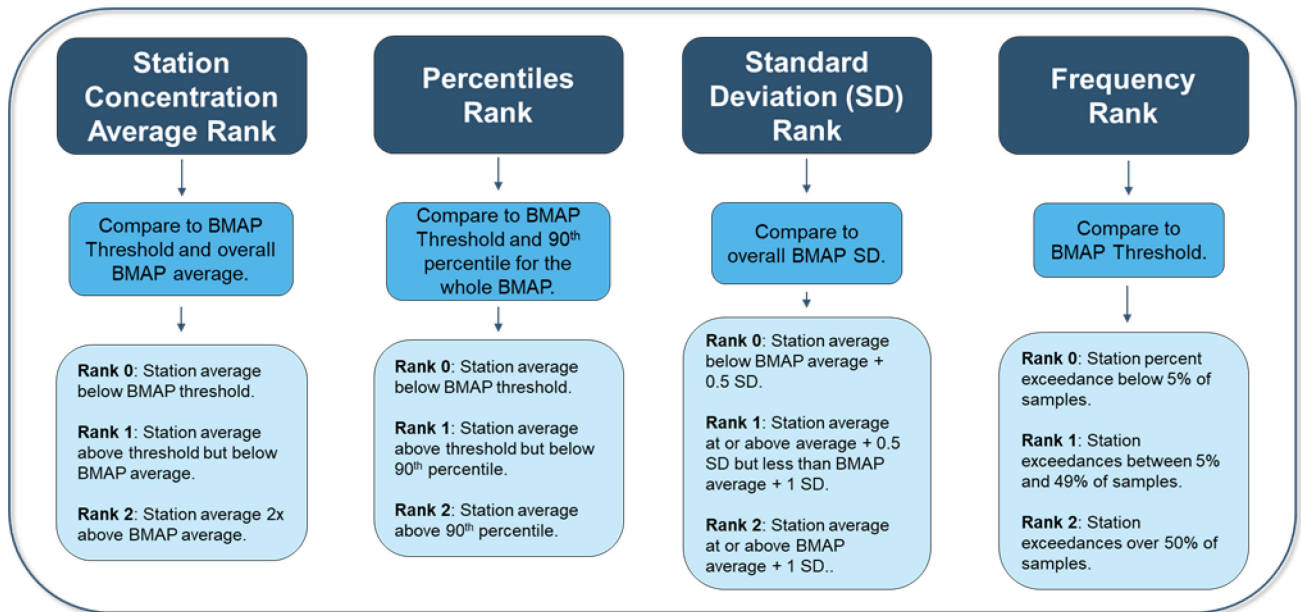 Station
Concentration
Average Rank
Compare to BMAP
Threshold and overall
BMAP average.
Rank 0: Station average
below BMAP threshold.
Rank 1: Station average
above threshold but below
BMAP average.
Rank 2: Station average 2x
above BMAP average.
Percentiles
Rank
Compare to BMAP
Threshold and 90th
percentile for the
whole BMAP.
Rank 0: Station average
below BMAP threshold.
Rank 1: Station average
above threshold but below
90th percentile.
Rank 2: Station average
above 90th percentile.
Standard
Deviation (SD)
Rank
Compare to
overall BMAP SD.
Rank 0: Station average
below BMAP average +
0.5 SD.
Rank 1: Station average
at or above average + 0.5
SD but less than BMAP
average + 1 SD.
Rank 2: Station average
at or above BMAP
average + 1 SD..
Frequency
Rank
Compare to
BMAP Threshold.
Rank 0: Station percent
exceedance below 5% of
samples.
Rank 1: Station
exceedances between 5%
and 49% of samples.
Rank 2: Station
exceedances over 50% of
samples.